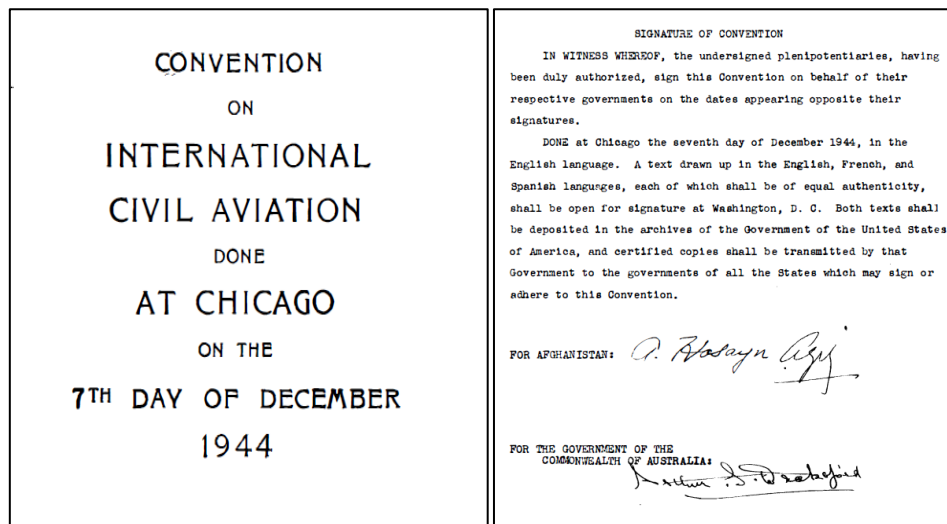 CONVENTION
ON
INTERNATIONAL
CIVIL AVIATION
DONE
AT CHICAGO
ON THE
7TH DAY OF DECEMBER
1944
SIGNATURE OF CONVENTION
IN WITNESS WHEREOF, the undersigned plenipotentiaries, having
been duly authorized, sign this Convention on behalf of their
respective governments on the dates appearing opposite their
signatures.
DONE at Chicago the seventh day of December 1944, in the
English language. A text drawn up in the English, French, and
Spanish languages, each of which shall be of equal authenticity,
shall be open for signature at Washington, D. C. Both texts shall
be deposited in the archives of the Government of the United States
of America, and certified copies shall be transmitted by that
Government to the governments of all the States which may sign or
adhere to this Convention.
FOR AFGHANISTAN: A. Hosayn
FOR THE GOVERNMENT OF THE
COMMONWEALTH OF AUSTRALIA:
Arthur S. Drakeford